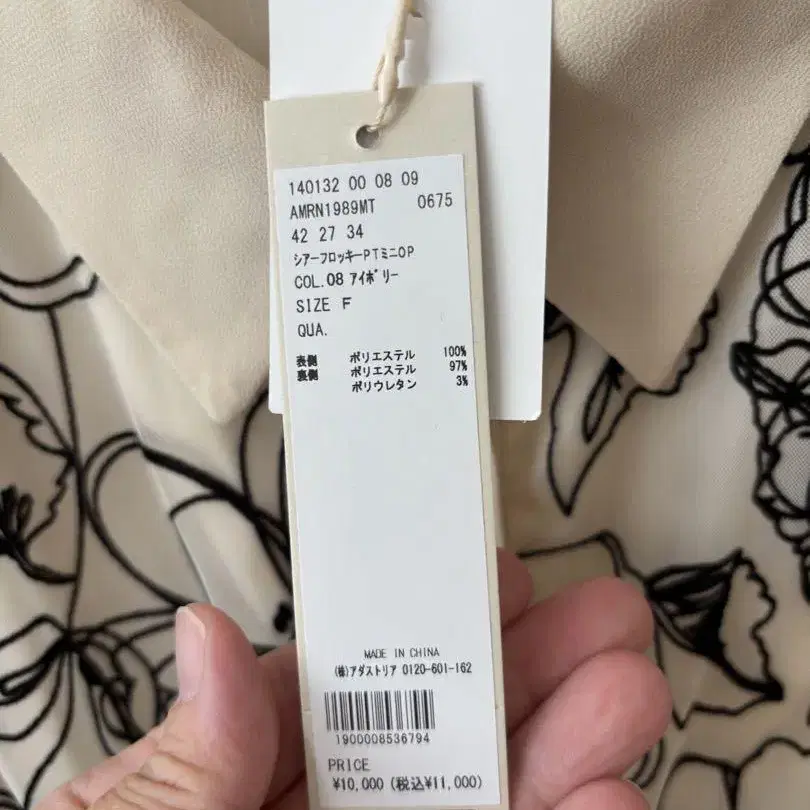 140132 00 08 09
AMRN1989MT 0675
42 27 34
シアーフロッキーPTミニOP
COL.08 アイボリー
SIZE F
QUA.
表側 ポリエステル 100%
裏側 ポリエステル 97%
ポリウレタン 3%
MADE IN CHINA
(株)アダストリア 0120-601-162
1900008536794
PRICE
¥10,000 (税込¥11,000)